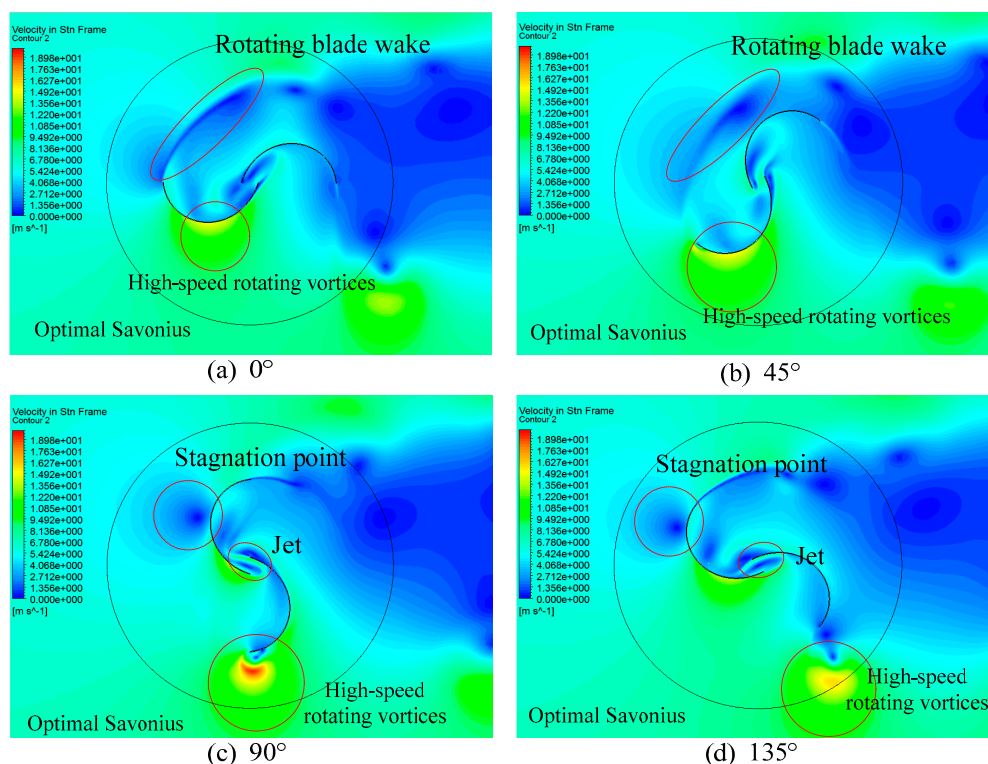 Velocity in Stn Frame
Contour 2
1.898e+001
1.763e+001
1.627e+001
1.492e+001
1.356e+001
1.220e+001
1.085e+001
9.492e+000
8.136e+000
6.780e+000
5.424e+000
4.068e+000
2.712e+000
1.356e+000
0.000e+000
[m s^-1]
Rotating blade wake
High-speed rotating vortices
Optimal Savonius
(a) 0°
Velocity in Stn Frame
Contour 2
1.898e+001
1.763e+001
1.627e+001
1.492e+001
1.356e+001
1.220e+001
1.085e+001
9.492e+000
8.136e+000
6.780e+000
5.424e+000
4.068e+000
2.712e+000
1.356e+000
0.000e+000
[m s^-1]
Rotating blade wake
High-speed rotating vortices
Optimal Savonius
(b) 45°
Velocity in Stn Frame
Contour 2
1.898e+001
1.763e+001
1.627e+001
1.492e+001
1.356e+001
1.220e+001
1.085e+001
9.492e+000
8.136e+000
6.780e+000
5.424e+000
4.068e+000
2.712e+000
1.356e+000
0.000e+000
[m s^-1]
Stagnation point
Jet
High-speed
rotating vortices
Optimal Savonius
(c) 90°
Velocity in Stn Frame
Contour 2
1.898e+001
1.763e+001
1.627e+001
1.492e+001
1.356e+001
1.220e+001
1.085e+001
9.492e+000
8.136e+000
6.780e+000
5.424e+000
4.068e+000
2.712e+000
1.356e+000
0.000e+000
[m s^-1]
Stagnation point
Jet
High-speed
rotating vortices
Optimal Savonius
(d) 135°